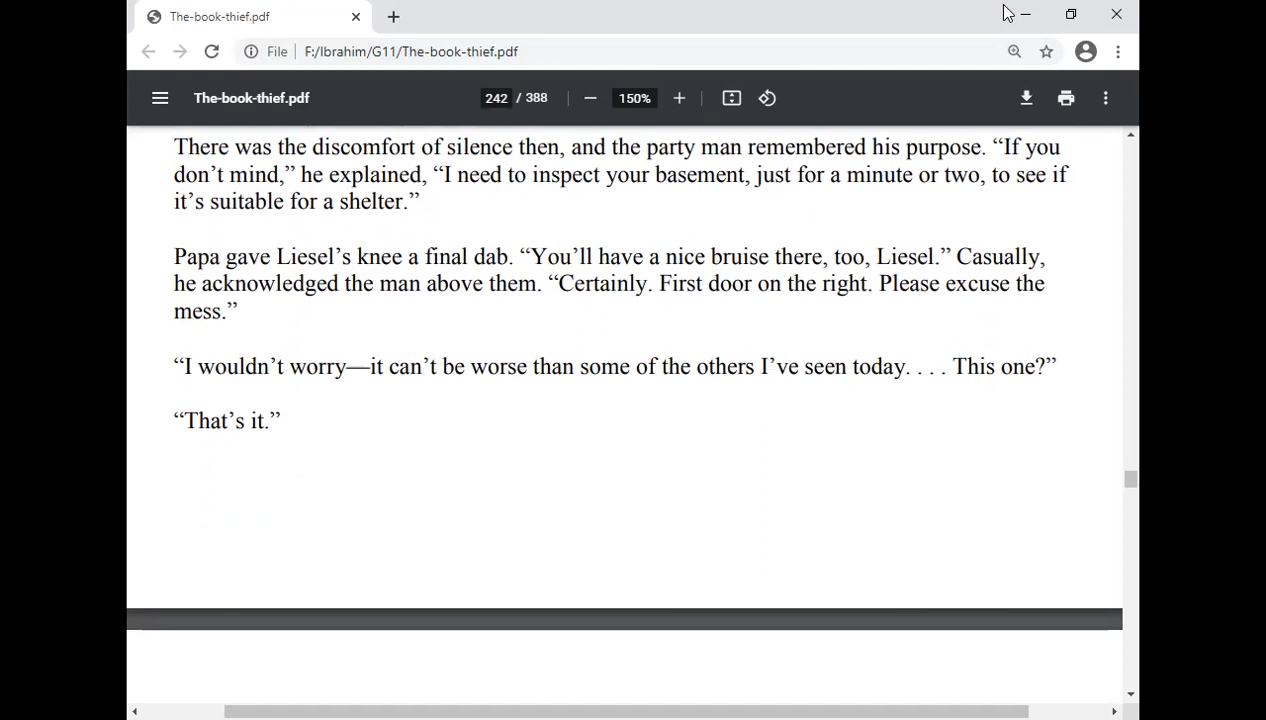 The-book-thief.pdf
File F:/Ibrahim/G11/The-book-thief.pdf
The-book-thief.pdf 242 / 388 150%
There was the discomfort of silence then, and the party man remembered his purpose. “If you
don’t mind,” he explained, “I need to inspect your basement, just for a minute or two, to see if
it’s suitable for a shelter.”
Papa gave Liesel’s knee a final dab. “You’ll have a nice bruise there, too, Liesel.” Casually,
he acknowledged the man above them. “Certainly. First door on the right. Please excuse the
mess.”
“I wouldn’t worry—it can’t be worse than some of the others I’ve seen today. . . . This one?”
“That’s it.”